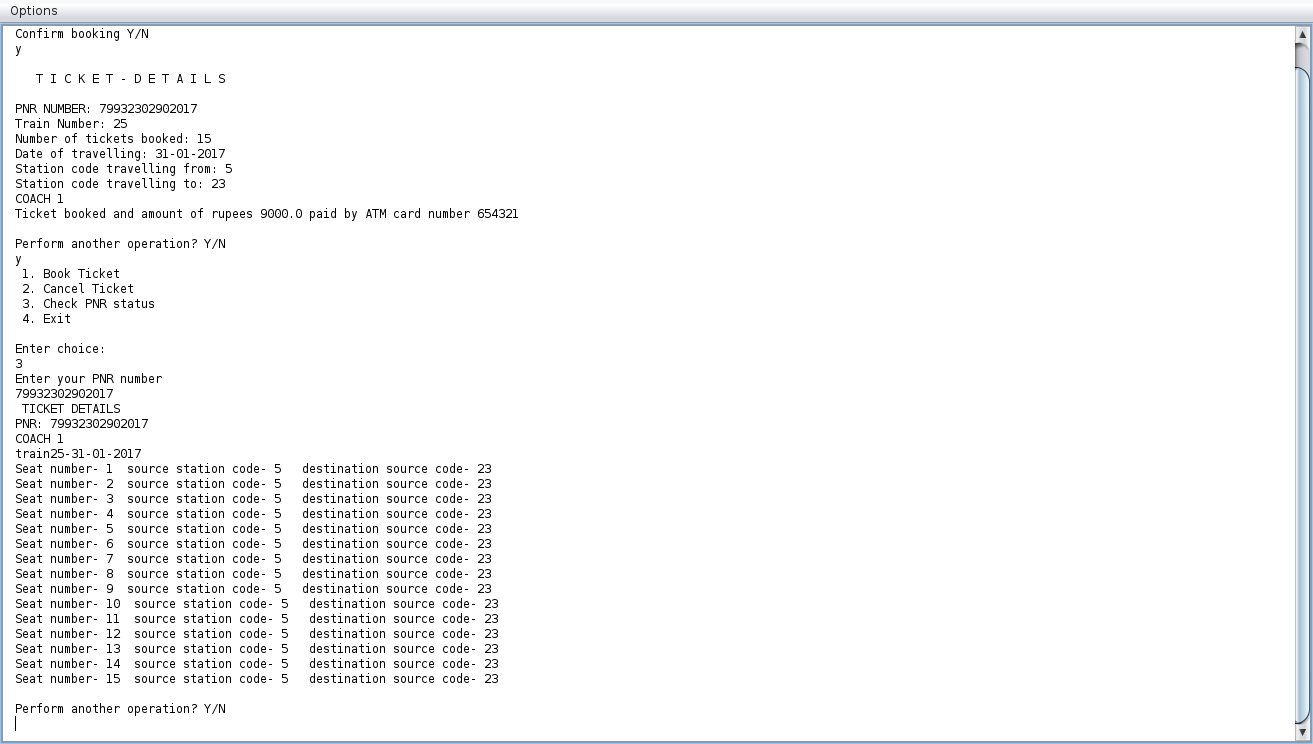 Options
Confirm booking Y/N
y
T I C K E T - D E T A I L S
PNR NUMBER: 79932302902017
Train Number: 25
Number of tickets booked: 15
Date of travelling: 31-01-2017
Station code travelling from: 5
Station code travelling to: 23
COACH 1
Ticket booked and amount of rupees 9000.0 paid by ATM card number 654321
Perform another operation? Y/N
y
1. Book Ticket
2. Cancel Ticket
3. Check PNR status
4. Exit
Enter choice:
3
Enter your PNR number
79932302902017
TICKET DETAILS
PNR: 79932302902017
COACH 1
train25-31-01-2017
Seat number- 1  source station code- 5   destination source code- 23
Seat number- 2  source station code- 5   destination source code- 23
Seat number- 3  source station code- 5   destination source code- 23
Seat number- 4  source station code- 5   destination source code- 23
Seat number- 5  source station code- 5   destination source code- 23
Seat number- 6  source station code- 5   destination source code- 23
Seat number- 7  source station code- 5   destination source code- 23
Seat number- 8  source station code- 5   destination source code- 23
Seat number- 9  source station code- 5   destination source code- 23
Seat number- 10  source station code- 5   destination source code- 23
Seat number- 11  source station code- 5   destination source code- 23
Seat number- 12  source station code- 5   destination source code- 23
Seat number- 13  source station code- 5   destination source code- 23
Seat number- 14  source station code- 5   destination source code- 23
Seat number- 15  source station code- 5   destination source code- 23
Perform another operation? Y/N